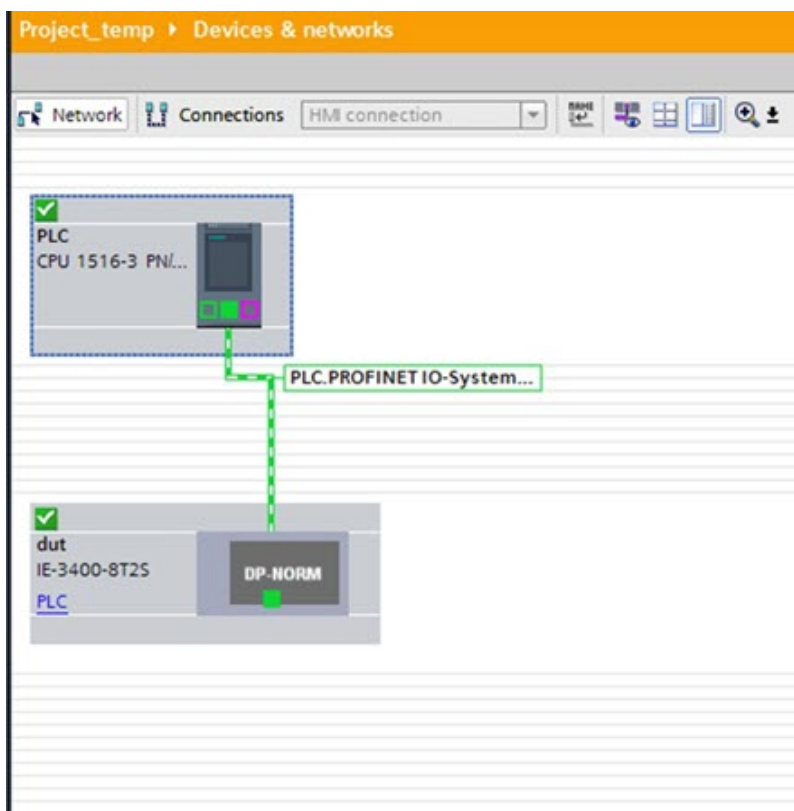 Project_temp ▸ Devices & networks
Network Connections HMI connection
PLC
CPU 1516-3 PN/...
PLC.PROFINET IO-System...
dut
IE-3400-8T2S
PLC
DP-NORM